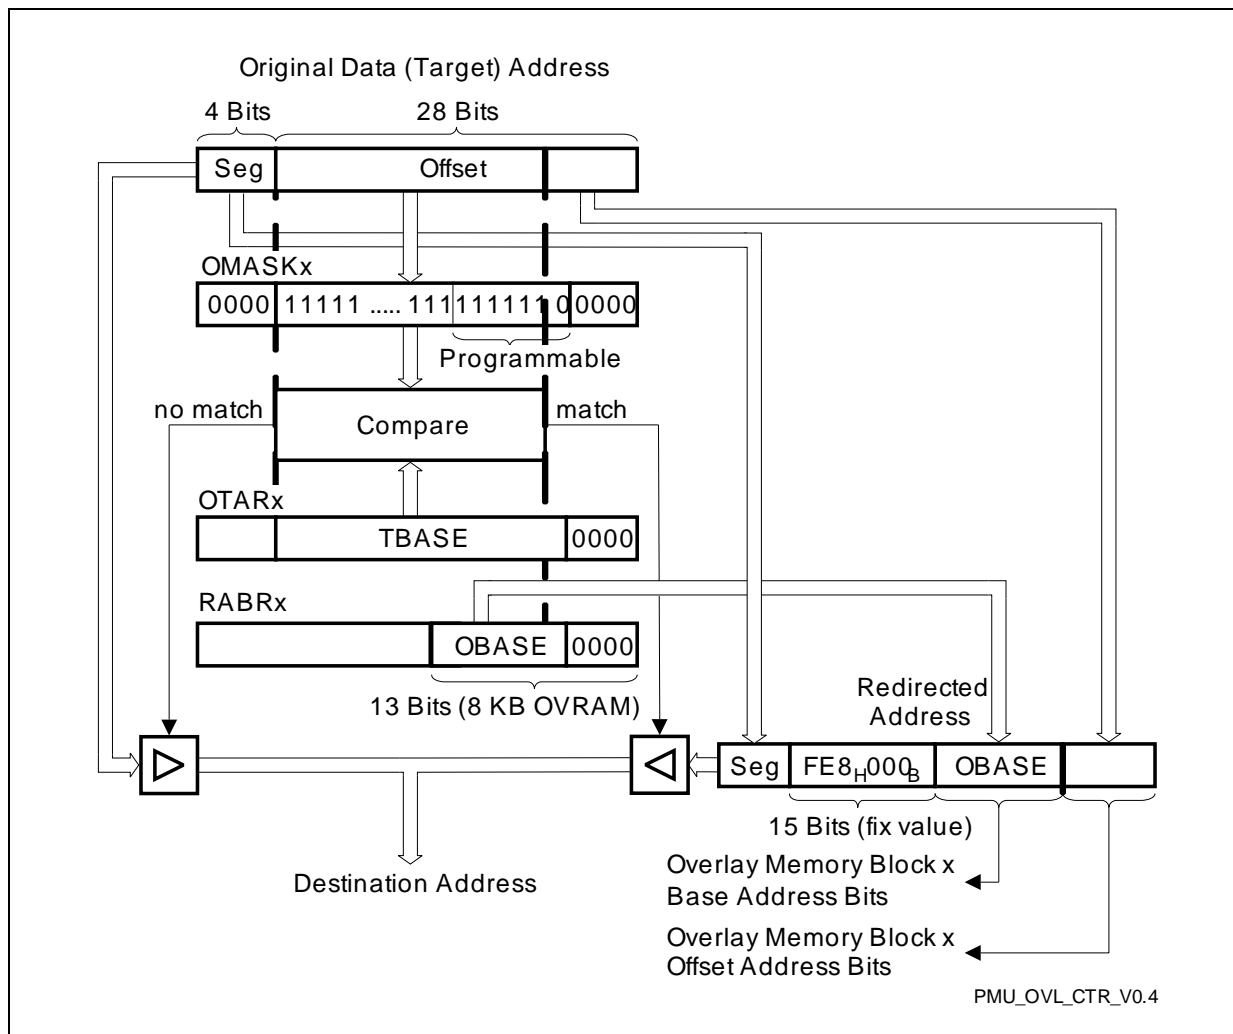 Original Data (Target) Address
4 Bits 28 Bits
Seg Offset
OMASKx
0000 11111 ..... 111 111111 0 0000
Programmable
no match match
Compare
OTARx
TBASE 0000
RABRx
OBASE 0000
13 Bits (8 KB OVRAM)
Redirected
Address
Seg FE8H000B OBASE
15 Bits (fix value)
Destination Address
Overlay Memory Block x
Base Address Bits
Overlay Memory Block x
Offset Address Bits
PMU_OVL_CTR_V0.4